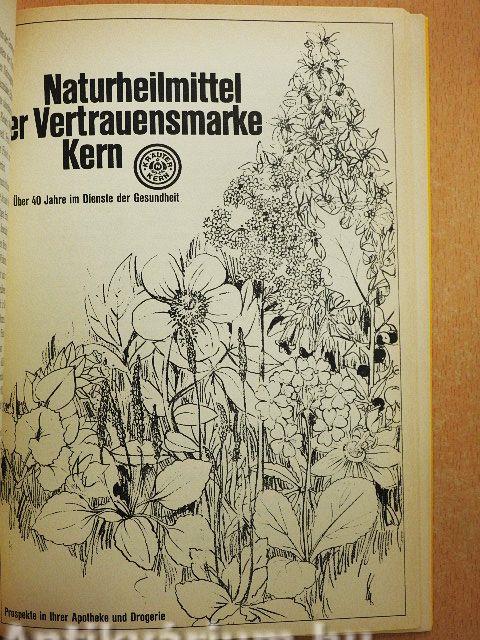 Naturheilmittel
er Vertrauensmarke
Kern
KRÄUTER
KERN
Über 40 Jahre im Dienste der Gesundheit
Prospekte in Ihrer Apotheke und Drogerie